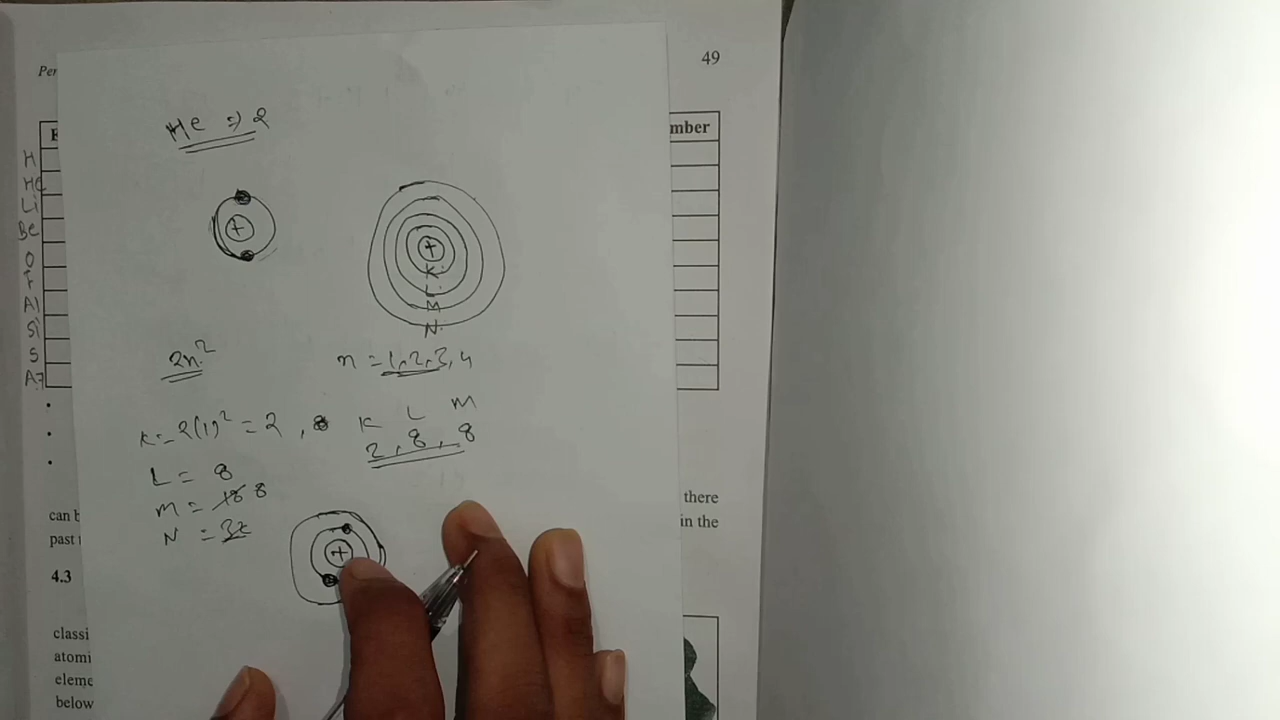 49
Per
He => 2
mber
H
He
Li
Be
O
F
Al
Si
S
+
+
K
L
M
N
2n²
n = 1, 2, 3, 4
K = 2(1)² = 2, 8
K L M
2, 8, 8
L = 8
M = 18 8
N = 32
+
there
can b
in the
past
4.3
classi
atomi
eleme
below